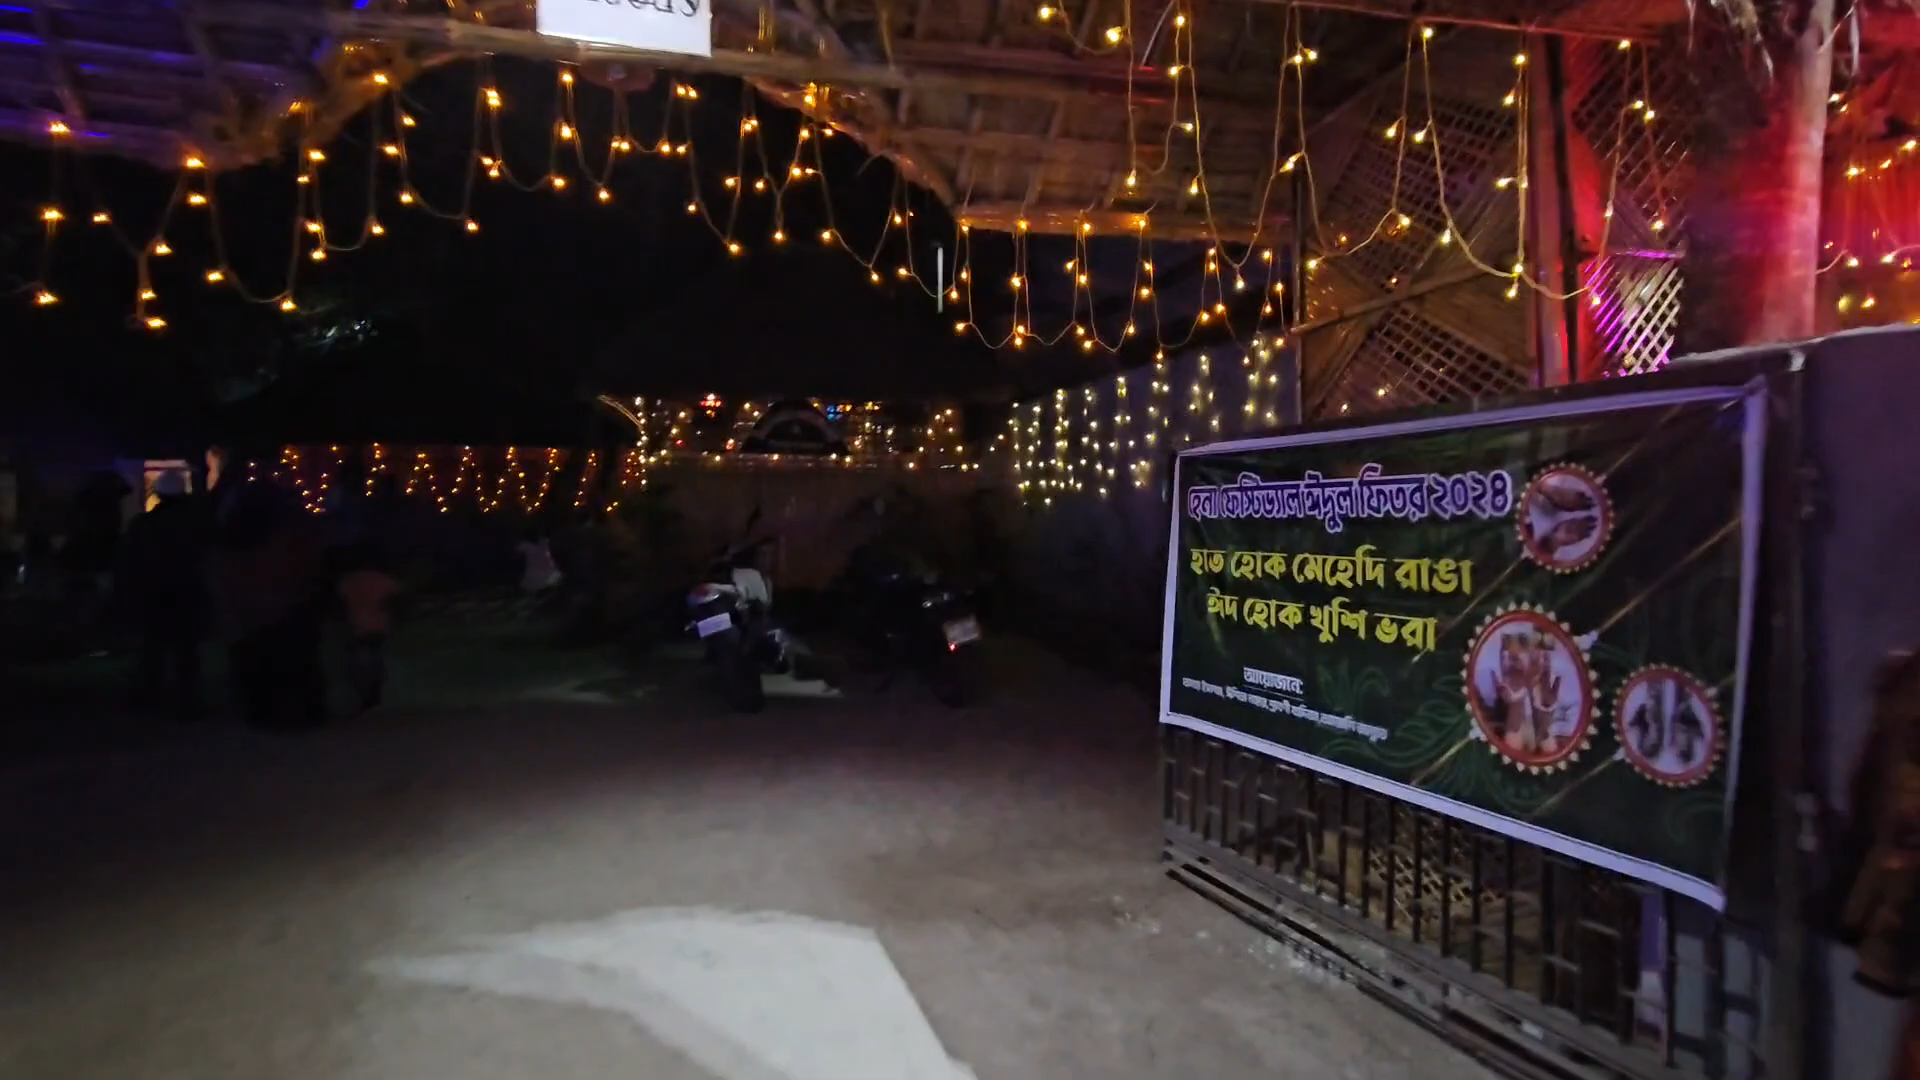 হেনা ফেস্টিভ্যাল ঈদুল ফিতর ২০২৪
হাত হোক মেহেদি রাঙা
ঈদ হোক খুশি ভরা
আয়োজনে: